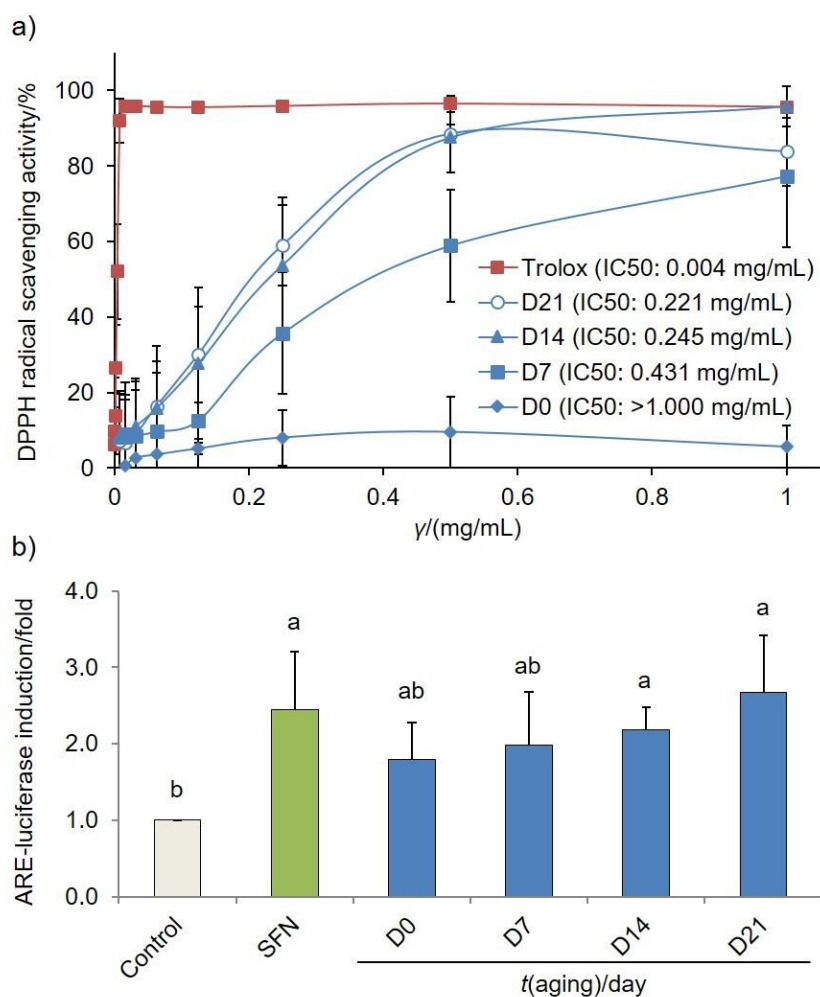 a)
DPPH radical scavenging activity/%
100
80
60
40
20
0
Trolox (IC50: 0.004 mg/mL)
D21 (IC50: 0.221 mg/mL)
D14 (IC50: 0.245 mg/mL)
D7 (IC50: 0.431 mg/mL)
D0 (IC50: >1.000 mg/mL)
0 0.2 0.4 0.6 0.8 1
γ/(mg/mL)
b)
ARE-luciferase induction/fold
4.0
3.0
2.0
1.0
0.0
b a ab ab a a
Control SFN D0 D7 D14 D21
t(aging)/day